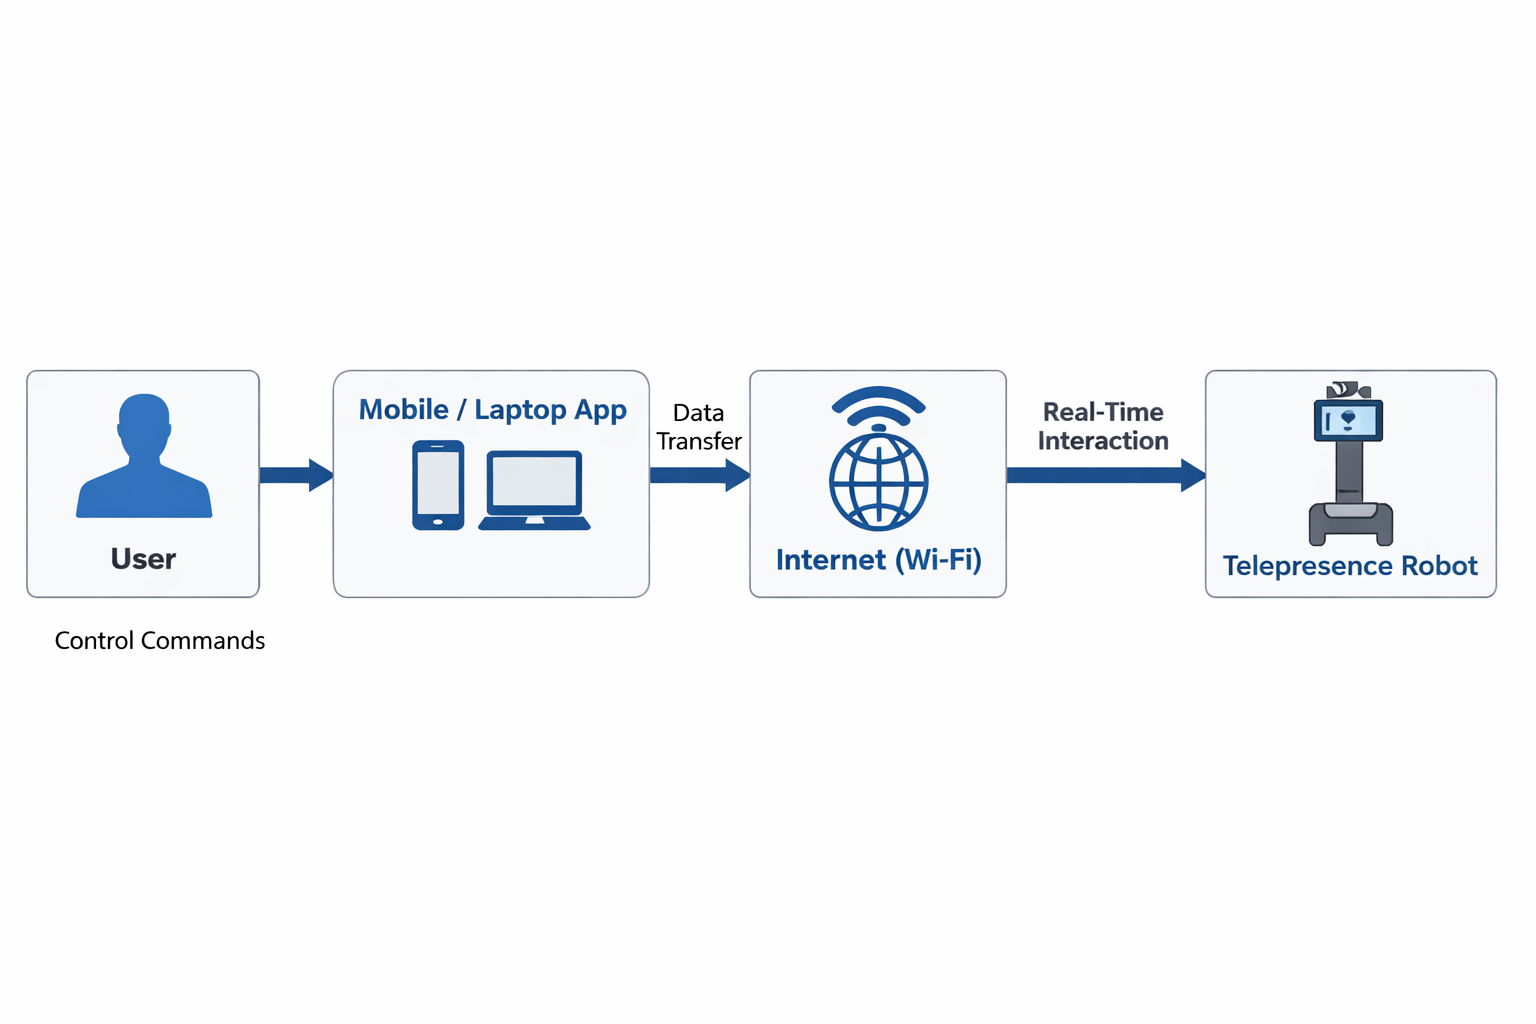 User
Control Commands
Mobile / Laptop App
Data
Transfer
Internet (Wi-Fi)
Real-Time
Interaction
Telepresence Robot